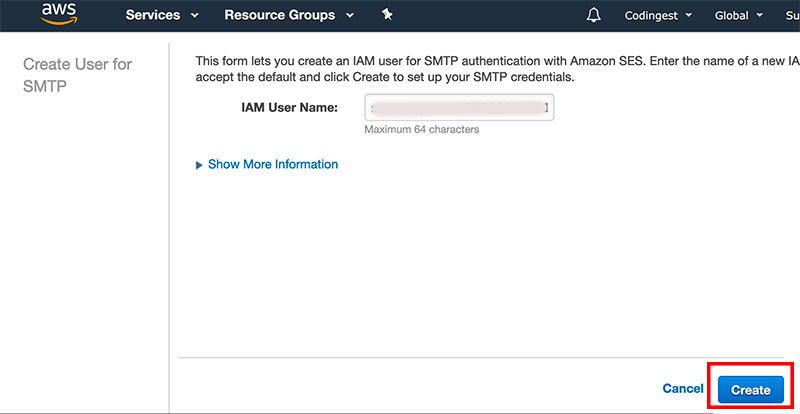 aws Services Resource Groups Codingest Global Su
Create User for
SMTP
This form lets you create an IAM user for SMTP authentication with Amazon SES. Enter the name of a new IA
accept the default and click Create to set up your SMTP credentials.
IAM User Name:
Maximum 64 characters
Show More Information
Cancel Create